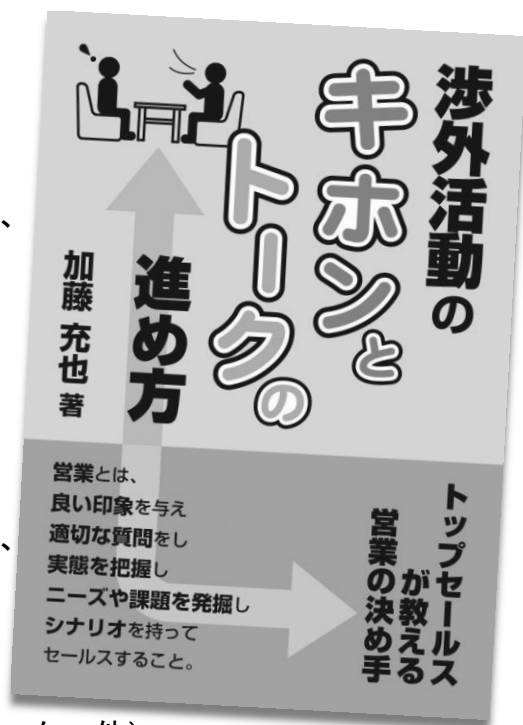 渉外活動の
キホンと
トークの
進め方
加藤 充也 著
トップセールス
が教える
営業の決め手
営業とは、
良い印象を与え
適切な質問をし
実態を把握し
ニーズや課題を発掘し
シナリオを持って
セールスすること。
、
、